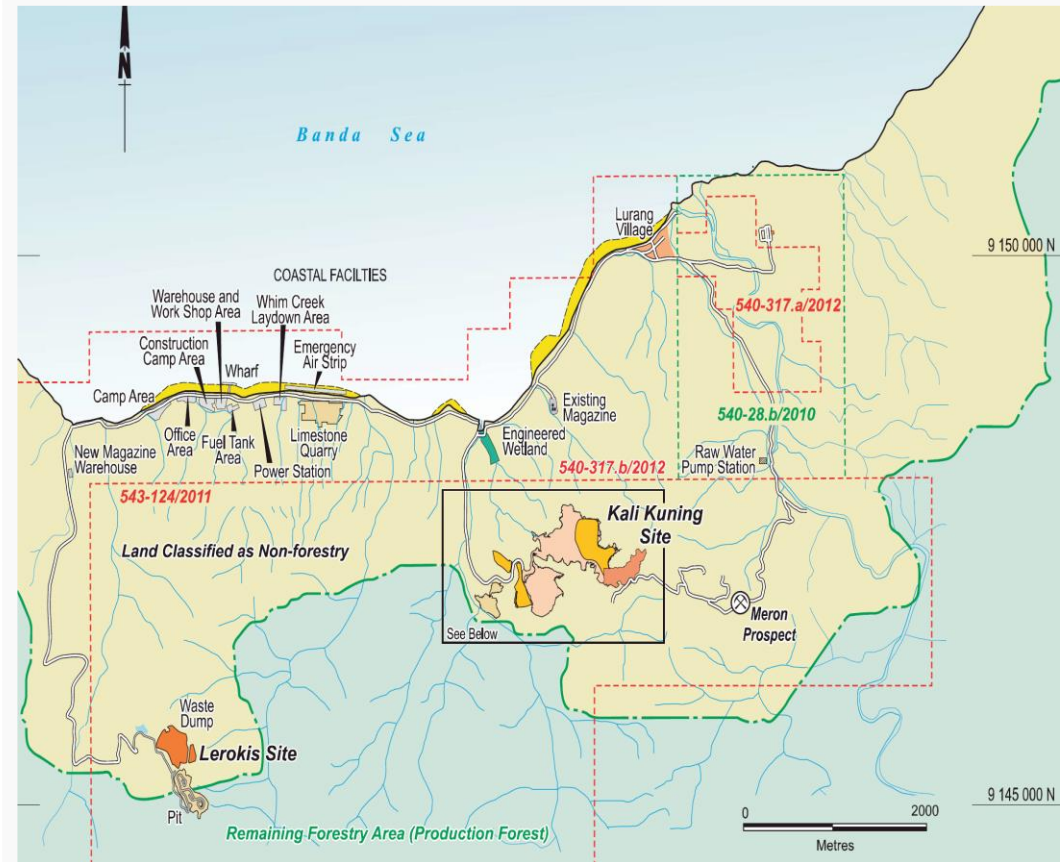 N
Banda Sea
Lurang
Village
9 150 000 N
COASTAL FACILTIES
Warehouse and
Work Shop Area
Whim Creek
Laydown Area
Construction
Camp Area
Wharf
Emergency
Air Strip
540-317.a/2012
Camp Area
Existing
Magazine
540-28.b/2010
Office
Area
Fuel Tank
Area
Limestone
Quarry
Engineered
Wetland
New Magazine
Warehouse
Power Station
540-317.b/2012
Raw Water
Pump Station
543-124/2011
Kali Kuning
Site
Land Classified as Non-forestry
See Below
Meron
Prospect
Waste
Dump
Lerokis Site
Pit
9 145 000 N
0
2000
Metres
Remaining Forestry Area (Production Forest)